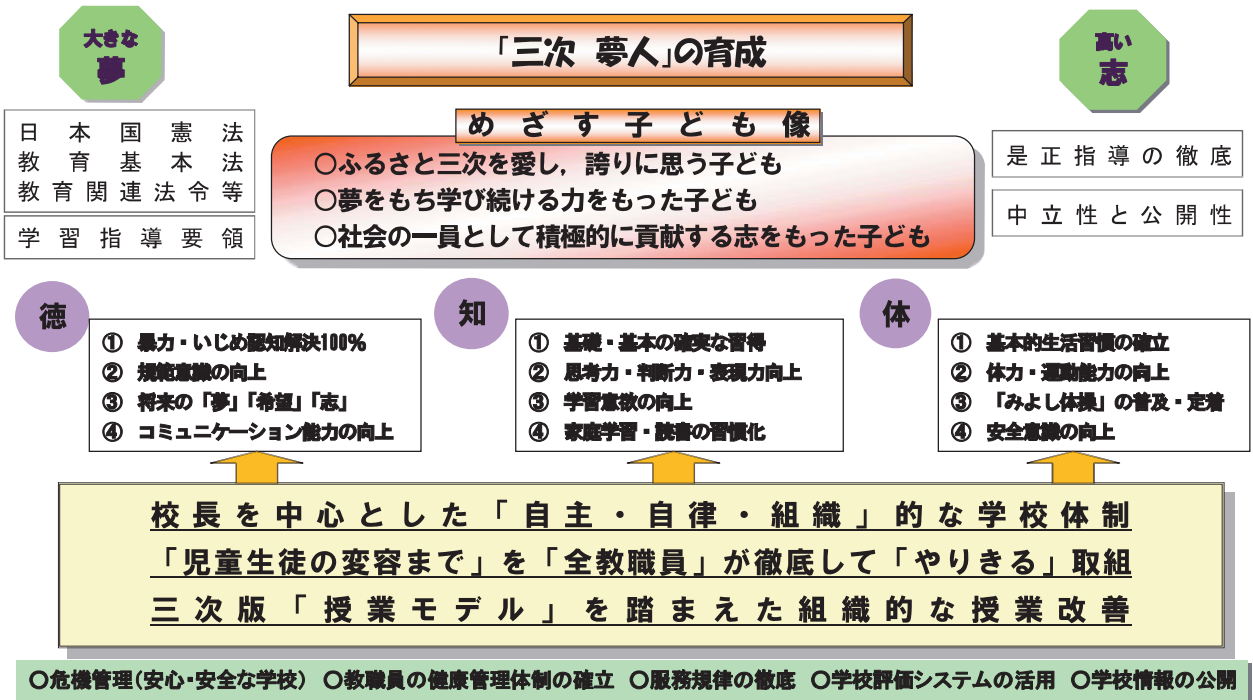 大きな
夢
「三次 夢人」の育成
高い
志
日本国憲法
教育基本法
教育関連法令等
学習指導要領
めざす子ども像
○ふるさと三次を愛し，誇りに思う子ども
○夢をもち学び続ける力をもった子ども
○社会の一員として積極的に貢献する志をもった子ども
是正指導の徹底
中立性と公開性
徳
① 暴力・いじめ認知解決100％
② 規範意識の向上
③ 将来の「夢」「希望」「志」
④ コミュニケーション能力の向上
知
① 基礎・基本の確実な習得
② 思考力・判断力・表現力向上
③ 学習意欲の向上
④ 家庭学習・読書の習慣化
体
① 基本的生活習慣の確立
② 体力・運動能力の向上
③ 「みよし体操」の普及・定着
④ 安全意識の向上
校長を中心とした「自主・自律・組織」的な学校体制
「児童生徒の変容まで」を「全教職員」が徹底して「やりきる」取組
三次版「授業モデル」を踏まえた組織的な授業改善
○危機管理（安心・安全な学校） ○教職員の健康管理体制の確立 ○服務規律の徹底 ○学校評価システムの活用 ○学校情報の公開